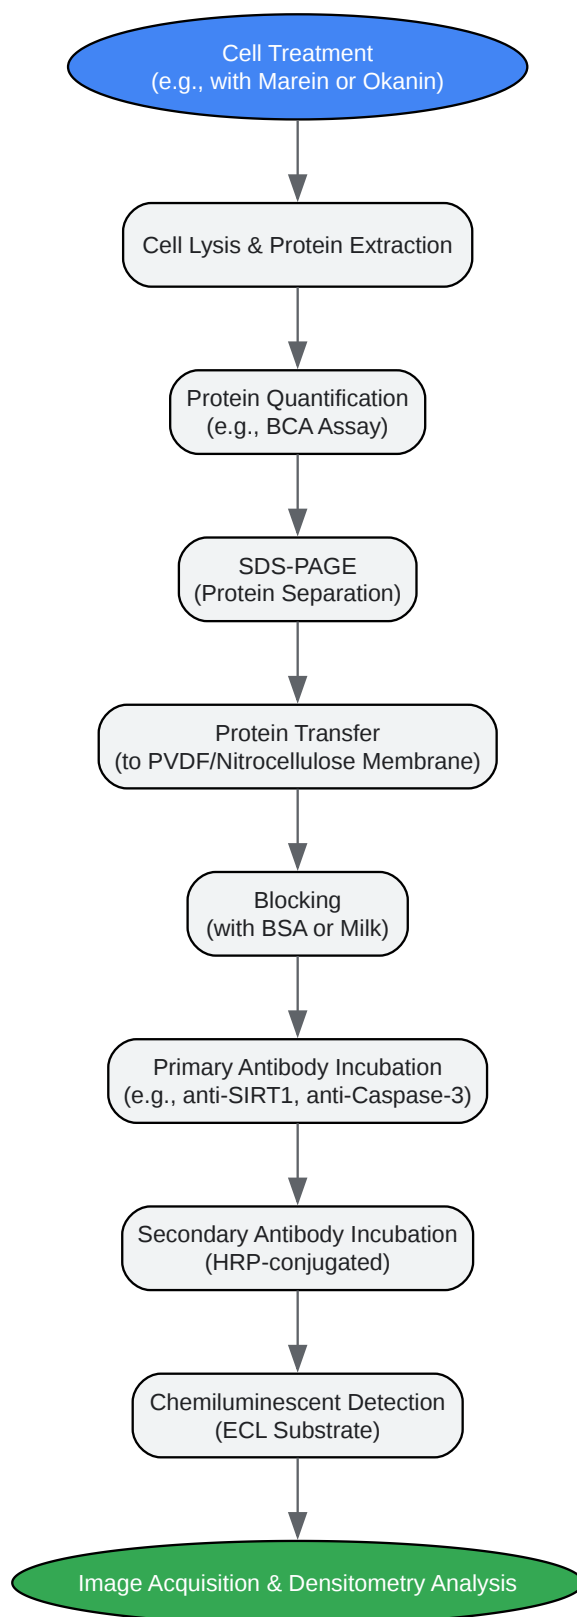 Cell Treatment
(e.g., with Marein or Okanin)
Cell Lysis & Protein Extraction
Protein Quantification
(e.g., BCA Assay)
SDS-PAGE
(Protein Separation)
Protein Transfer
(to PVDF/Nitrocellulose Membrane)
Blocking
(with BSA or Milk)
Primary Antibody Incubation
(e.g., anti-SIRT1, anti-Caspase-3)
Secondary Antibody Incubation
(HRP-conjugated)
Chemiluminescent Detection
(ECL Substrate)
Image Acquisition & Densitometry Analysis